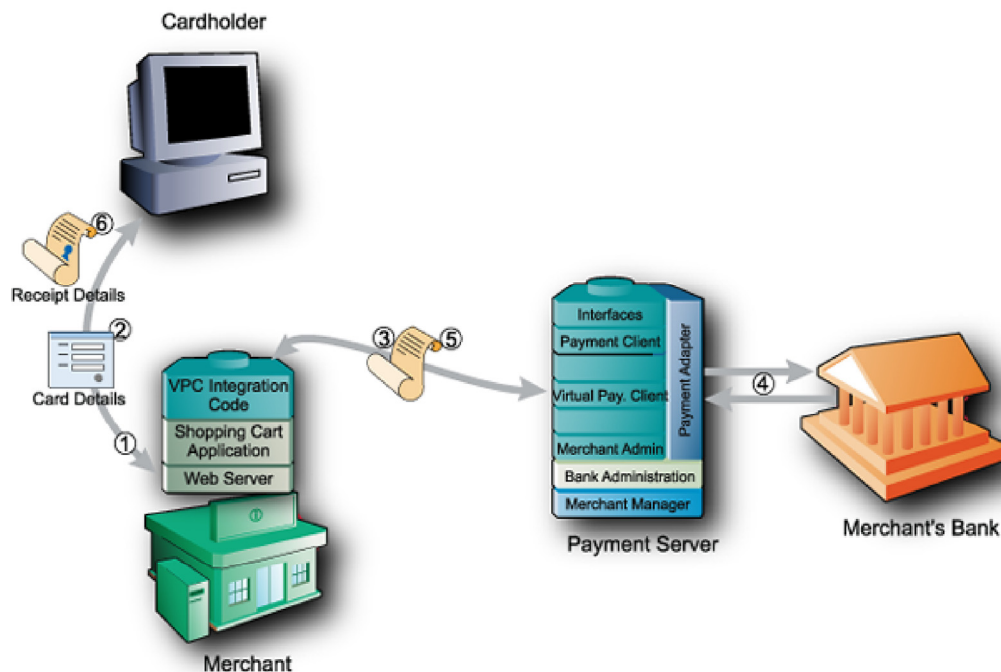 Cardholder
6
Receipt Details
2
Card Details
1
VPC Integration
Code
Shopping Cart
Application
Web Server
Merchant
3
5
Interfaces
Payment Client
Virtual Pay. Client
Merchant Admin
Payment Adapter
Bank Administration
Merchant Manager
Payment Server
4
Merchant's Bank